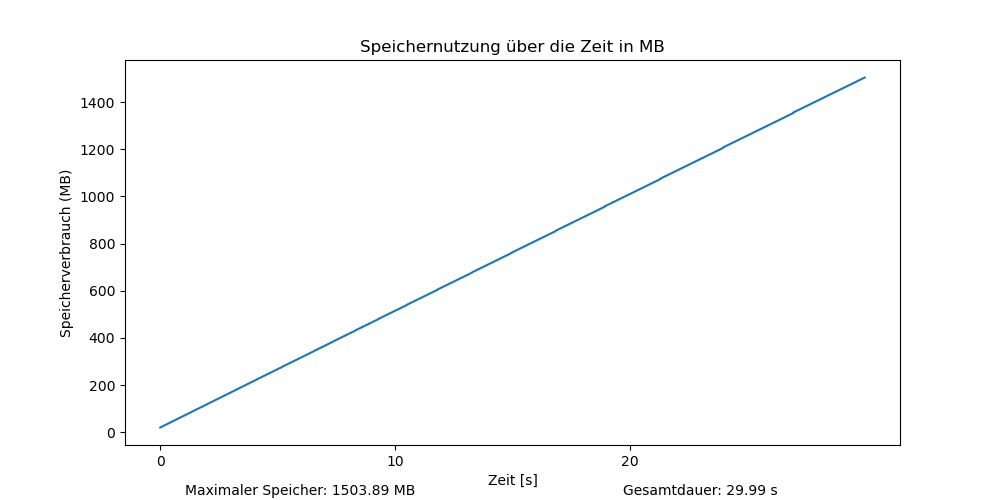 Speichernutzung über die Zeit in MB
Speicherverbrauch (MB)
1400
1200
1000
800
600
400
200
0
0 10 20
Zeit [s]
Maximaler Speicher: 1503.89 MB Gesamtdauer: 29.99 s